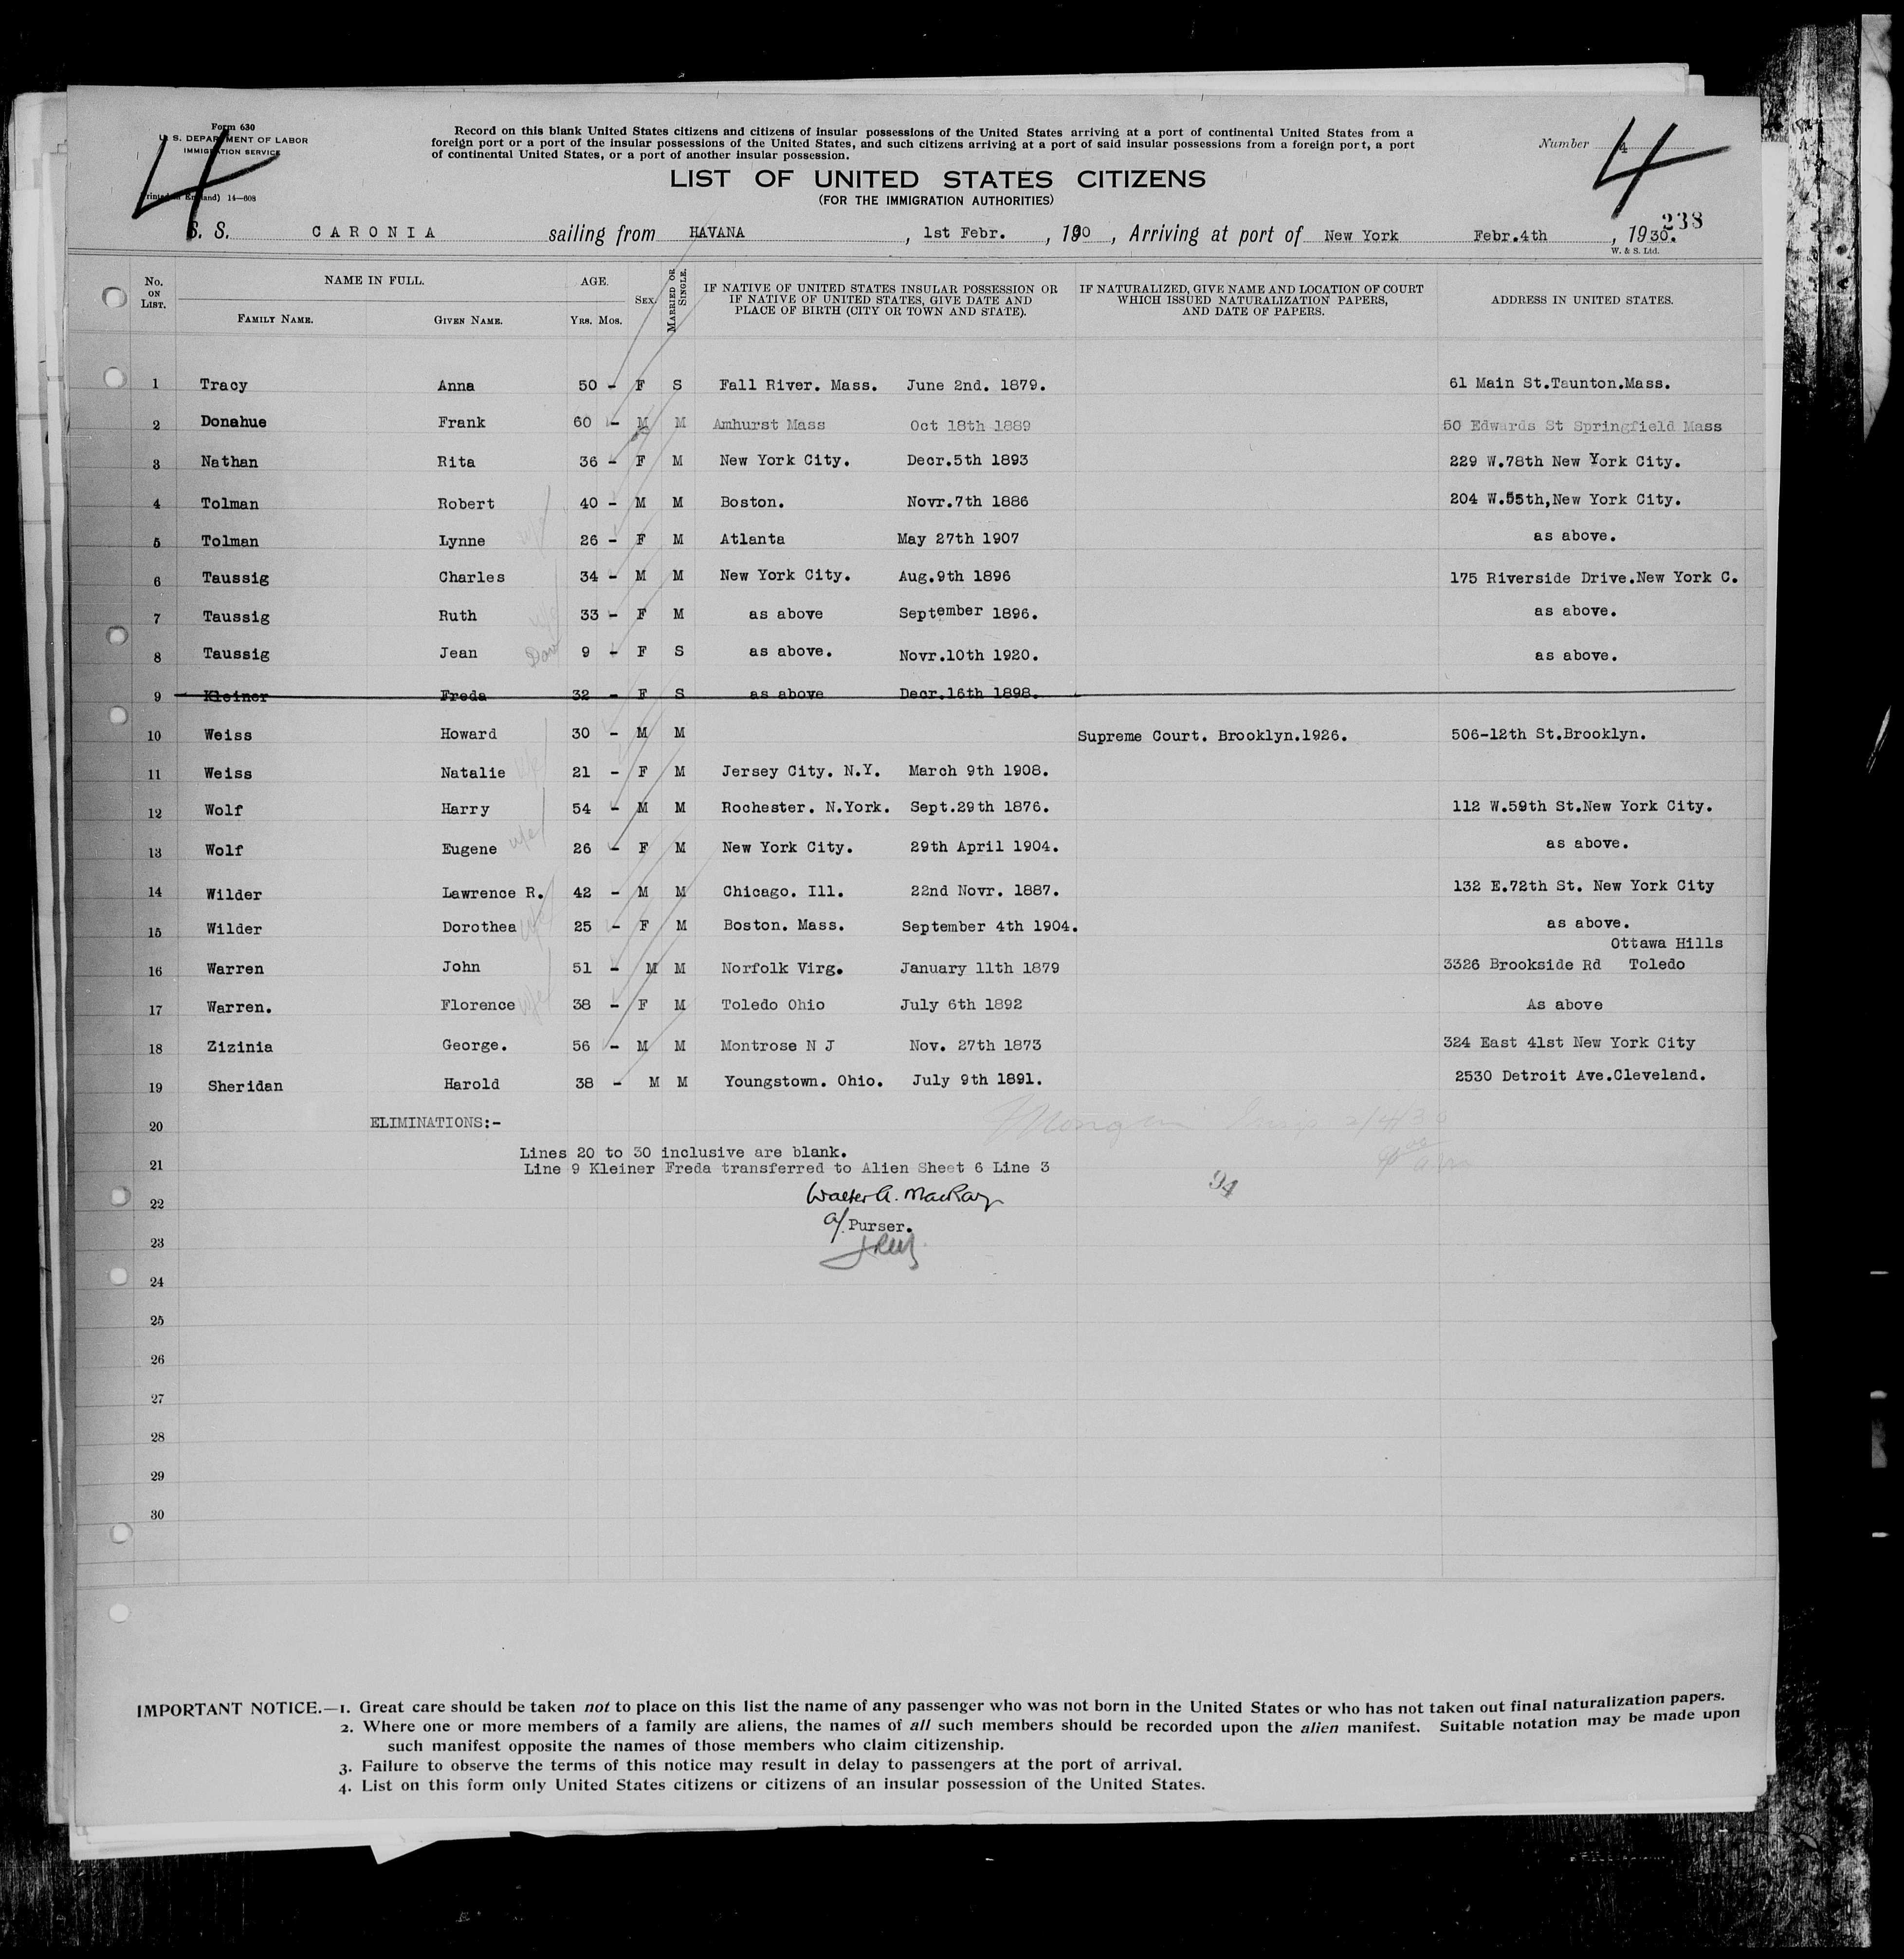 Form 630
U. S. DEPARTMENT OF LABOR
IMMIGRATION SERVICE
(Printed in England) 14—608
4
Record on this blank United States citizens and citizens of insular possessions of the United States arriving at a port of continental United States from a
foreign port or a port of the insular possessions of the United States, and such citizens arriving at a port of said insular possessions from a foreign port, a port
of continental United States, or a port of another insular possession.
Number 4
4
LIST OF UNITED STATES CITIZENS
(FOR THE IMMIGRATION AUTHORITIES)
238
S. S. CARONIA sailing from HAVANA, 1st Febr., 1930, Arriving at port of New York Febr.4th, 1930.
W. & S. Ltd.
No. ON LIST. NAME IN FULL. FAMILY NAME. GIVEN NAME. AGE. YRS. MOS. SEX. MARRIED OR SINGLE. IF NATIVE OF UNITED STATES INSULAR POSSESSION OR IF NATIVE OF UNITED STATES, GIVE DATE AND PLACE OF BIRTH (CITY OR TOWN AND STATE). IF NATURALIZED, GIVE NAME AND LOCATION OF COURT WHICH ISSUED NATURALIZATION PAPERS, AND DATE OF PAPERS. ADDRESS IN UNITED STATES.
1 Tracy Anna 50 - F S Fall River. Mass. June 2nd. 1879. 61 Main St.Taunton.Mass.
2 Donahue Frank 60 - M M Amhurst Mass Oct 18th 1889 50 Edwards St Springfield Mass
3 Nathan Rita 36 - F M New York City. Decr.5th 1893 229 W.78th New York City.
4 Tolman Robert 40 - M M Boston. Novr.7th 1886 204 W.55th,New York City.
5 Tolman Lynne wife 26 - F M Atlanta May 27th 1907 as above.
6 Taussig Charles 34 - M M New York City. Aug.9th 1896 175 Riverside Drive.New York C.
7 Taussig Ruth wife 33 - F M as above September 1896. as above.
8 Taussig Jean Dau 9 - F S as above. Novr.10th 1920. as above.
9 Kleiner Freda 32 - F S as above Decr.16th 1898.
10 Weiss Howard 30 - M M Supreme Court. Brooklyn.1926. 506-12th St.Brooklyn.
11 Weiss Natalie wife 21 - F M Jersey City. N.Y. March 9th 1908.
12 Wolf Harry 54 - M M Rochester. N.York. Sept.29th 1876. 112 W.59th St.New York City.
13 Wolf Eugene wife 26 - F M New York City. 29th April 1904. as above.
14 Wilder Lawrence R. 42 - M M Chicago. Ill. 22nd Novr. 1887. 132 E.72th St. New York City
15 Wilder Dorothea wife 25 - F M Boston. Mass. September 4th 1904. as above.
Ottawa Hills
16 Warren John 51 - M M Norfolk Virg. January 11th 1879 3326 Brookside Rd Toledo
17 Warren. Florence wife 38 - F M Toledo Ohio July 6th 1892 As above
18 Zizinia George. 56 - M M Montrose N J Nov. 27th 1873 324 East 41st New York City
19 Sheridan Harold 38 - M M Youngstown. Ohio. July 9th 1891. 2530 Detroit Ave.Cleveland.
20 ELIMINATIONS:-
2/4/30
Lines 20 to 30 inclusive are blank.
21 Line 9 Kleiner Freda transferred to Alien Sheet 6 Line 3
94
22 Walter A. MacKay
a/ Purser.
23
24
25
26
27
28
29
30
IMPORTANT NOTICE.—1. Great care should be taken not to place on this list the name of any passenger who was not born in the United States or who has not taken out final naturalization papers.
2. Where one or more members of a family are aliens, the names of all such members should be recorded upon the alien manifest. Suitable notation may be made upon
such manifest opposite the names of those members who claim citizenship.
3. Failure to observe the terms of this notice may result in delay to passengers at the port of arrival.
4. List on this form only United States citizens or citizens of an insular possession of the United States.